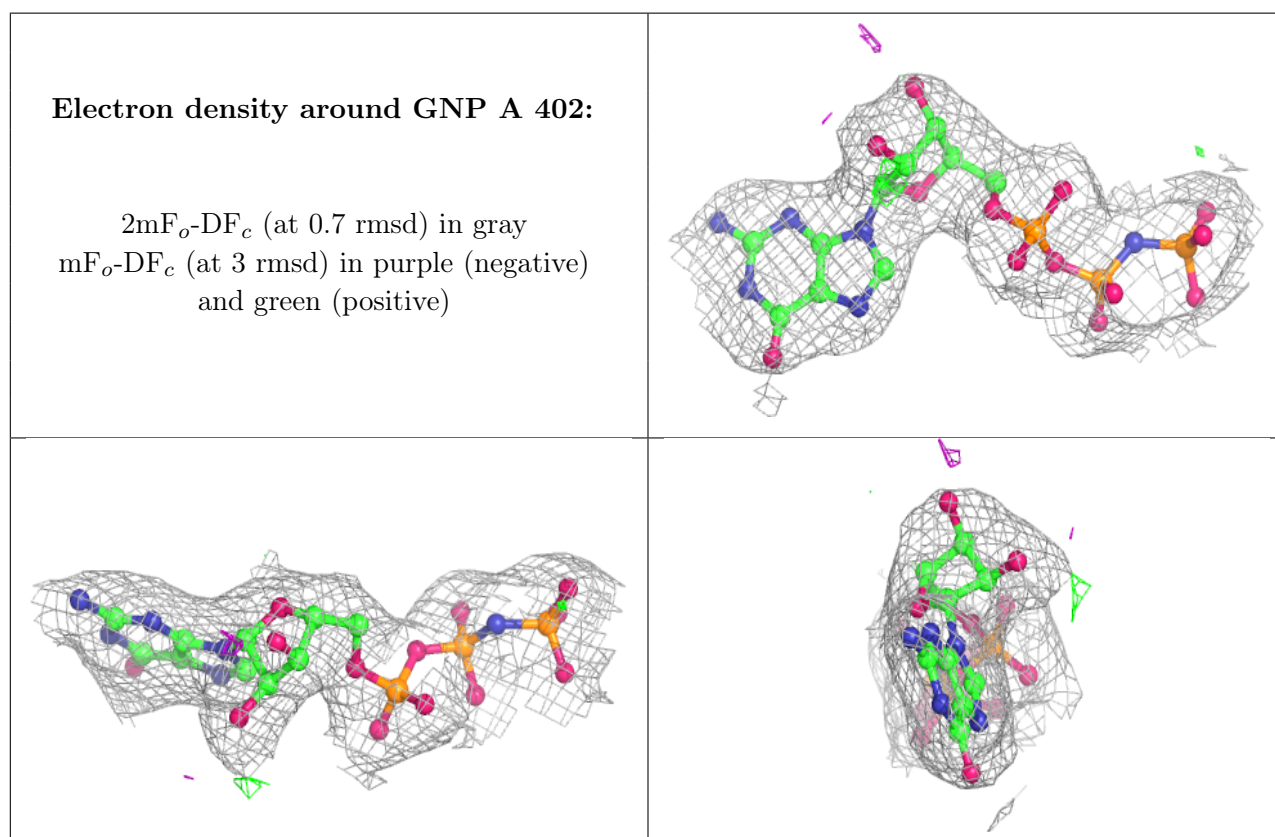 Electron density around GNP A 402:
2mFo-DFc (at 0.7 rmsd) in gray
mFo-DFc (at 3 rmsd) in purple (negative)
and green (positive)